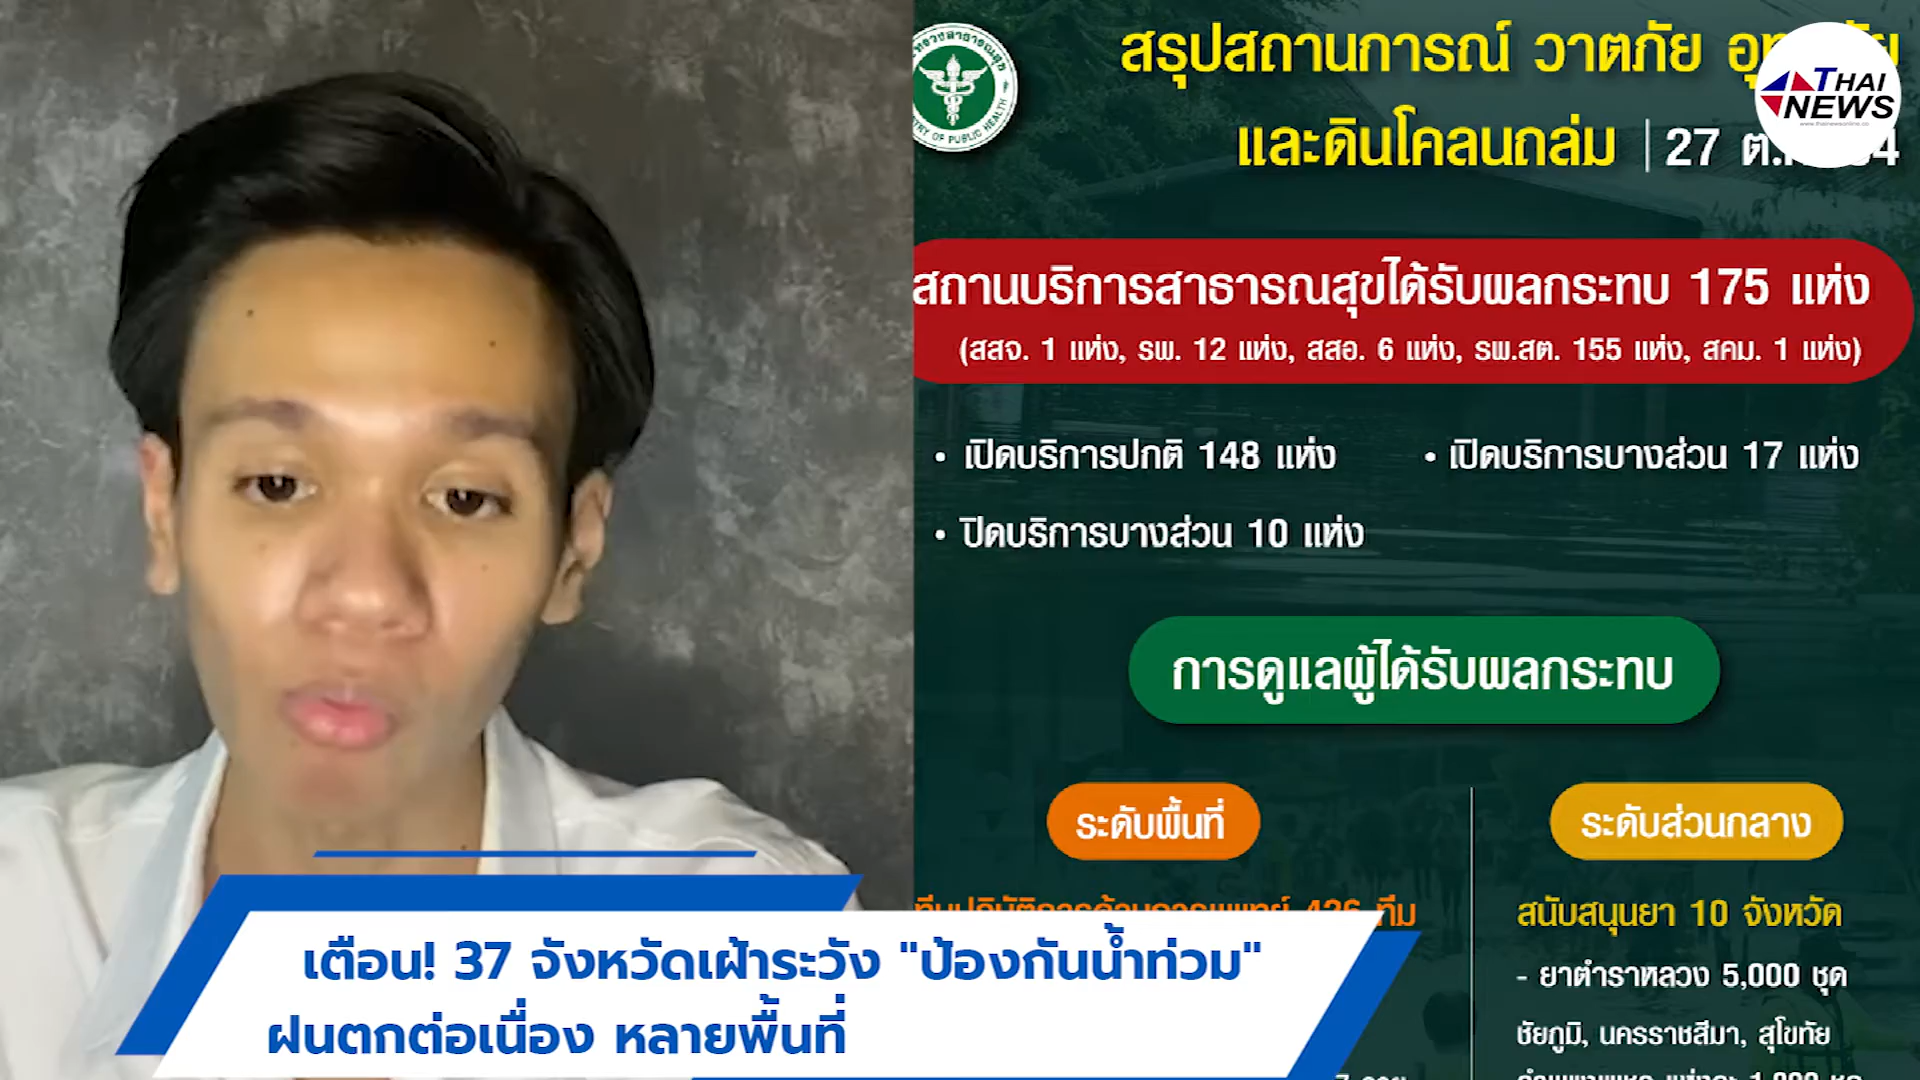 สรุปสถานการณ์ วาตภัย
และดินโคลนถล่ม | 27
THAI NEWS
MINISTRY OF PUBLIC HEALTH
สถานบริการสาธารณสุขได้รับผลกระทบ 175 แห่ง
(สสจ. 1 แห่ง, รพ. 12 แห่ง, สสอ. 6 แห่ง, รพ.สต. 155 แห่ง, สคม. 1 แห่ง)
• เปิดบริการปกติ 148 แห่ง
• เปิดบริการบางส่วน 17 แห่ง
• ปิดบริการบางส่วน 10 แห่ง
การดูแลผู้ได้รับผลกระทบ
ระดับพื้นที่
ระดับส่วนกลาง
ทีม
สนับสนุนยา 10 จังหวัด
- ยาตำราหลวง 5,000 ชุด
ชัยภูมิ, นครราชสีมา, สุโขทัย
เตือน! 37 จังหวัดเฝ้าระวัง "ป้องกันน้ำท่วม"
ฝนตกต่อเนื่อง หลายพื้นที่